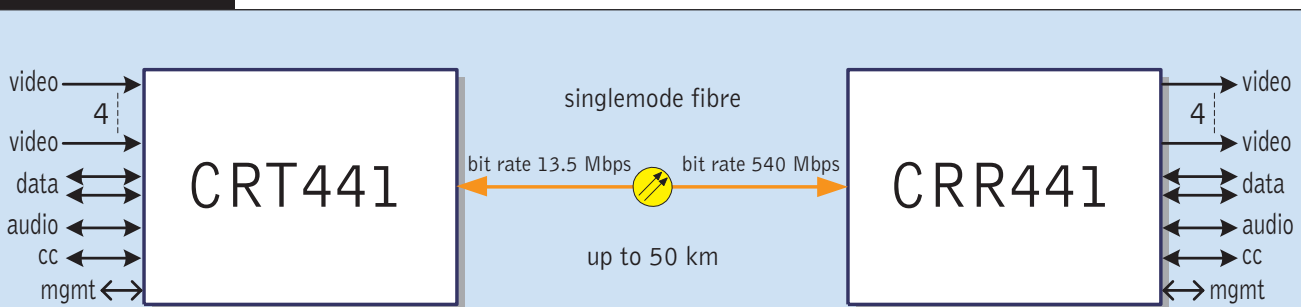 video
4
video
data
audio
cc
mgmt
CRT441
singlemode fibre
bit rate 13.5 Mbps
bit rate 540 Mbps
up to 50 km
CRR441
video
4
video
data
audio
cc
mgmt